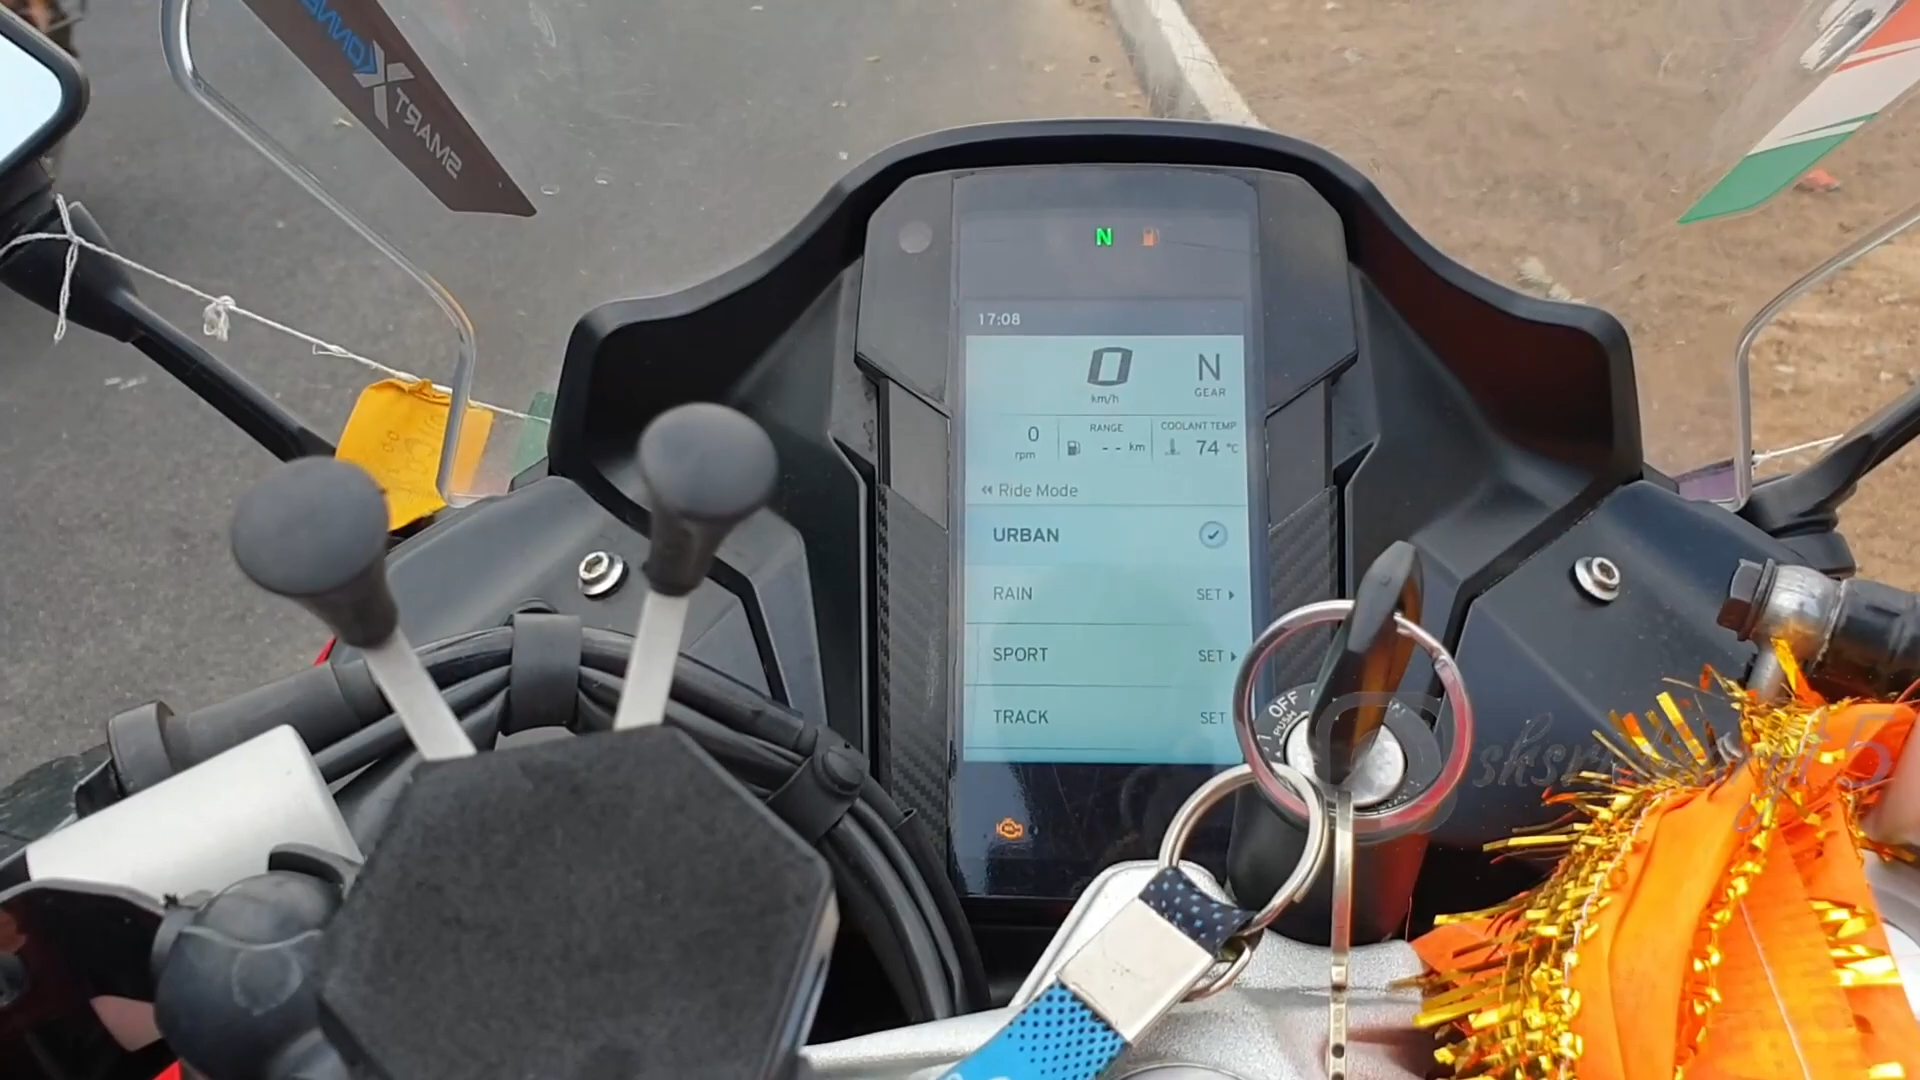 SMART
XONNE
N
17:08
0
km/h
N
GEAR
0
rpm
RANGE
-- km
COOLANT TEMP
74 °C
Ride Mode
URBAN
RAIN
SET
SPORT
SET
TRACK
SET
OFF
PUSH